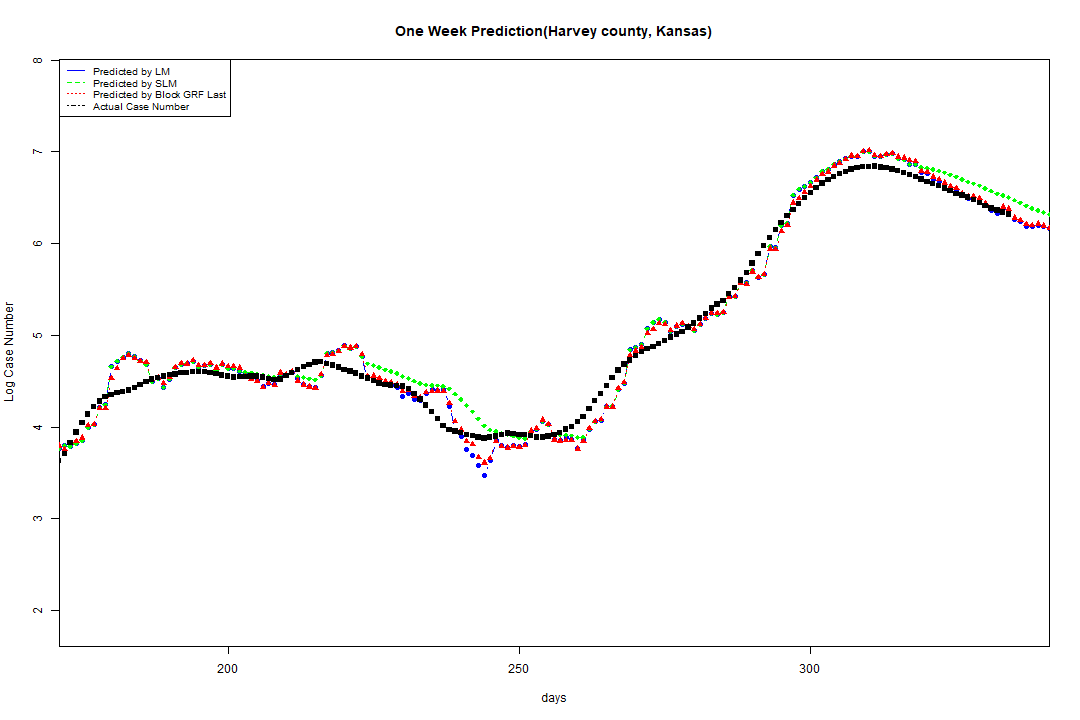 One Week Prediction(Harvey county, Kansas)
Predicted by LM
Predicted by SLM
Predicted by Block GRF Last
Actual Case Number
8
7
6
5
4
3
2
Log Case Number
200
250
300
days